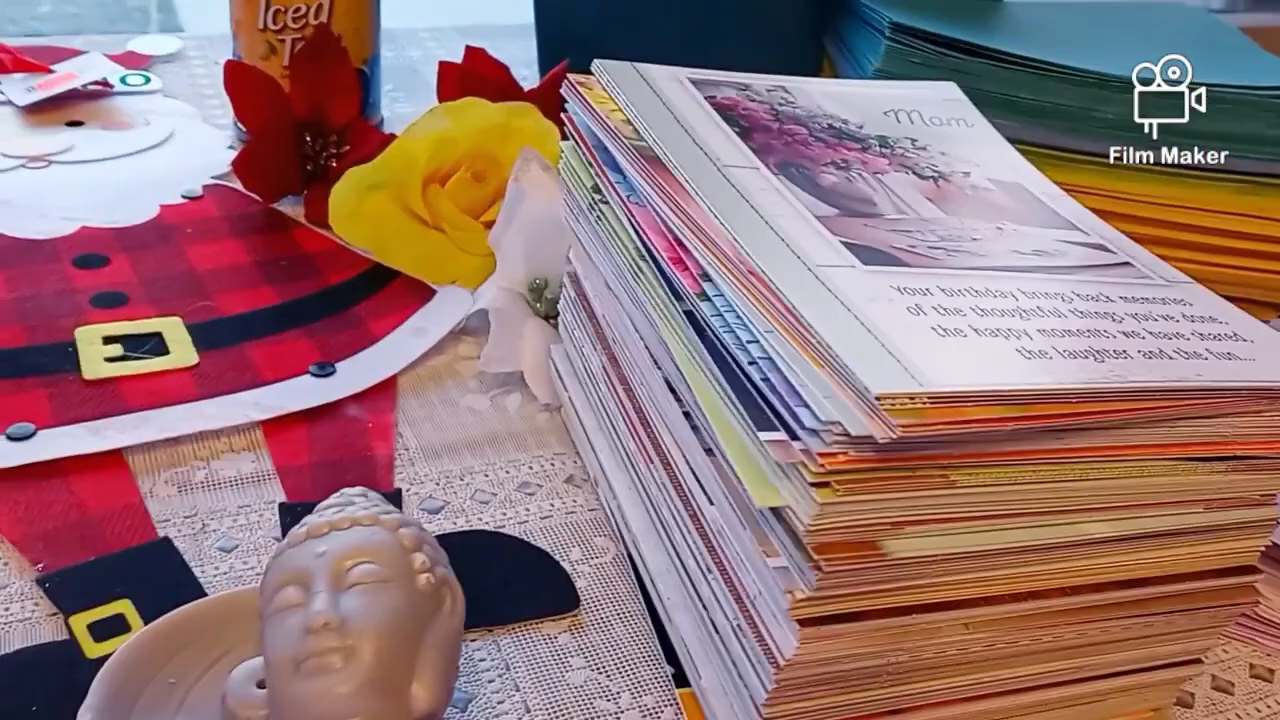 Iced
Mom
Film Maker
Your birthday brings back memories
of the thoughtful things you've done,
the happy moments we have shared,
the laughter and the fun...